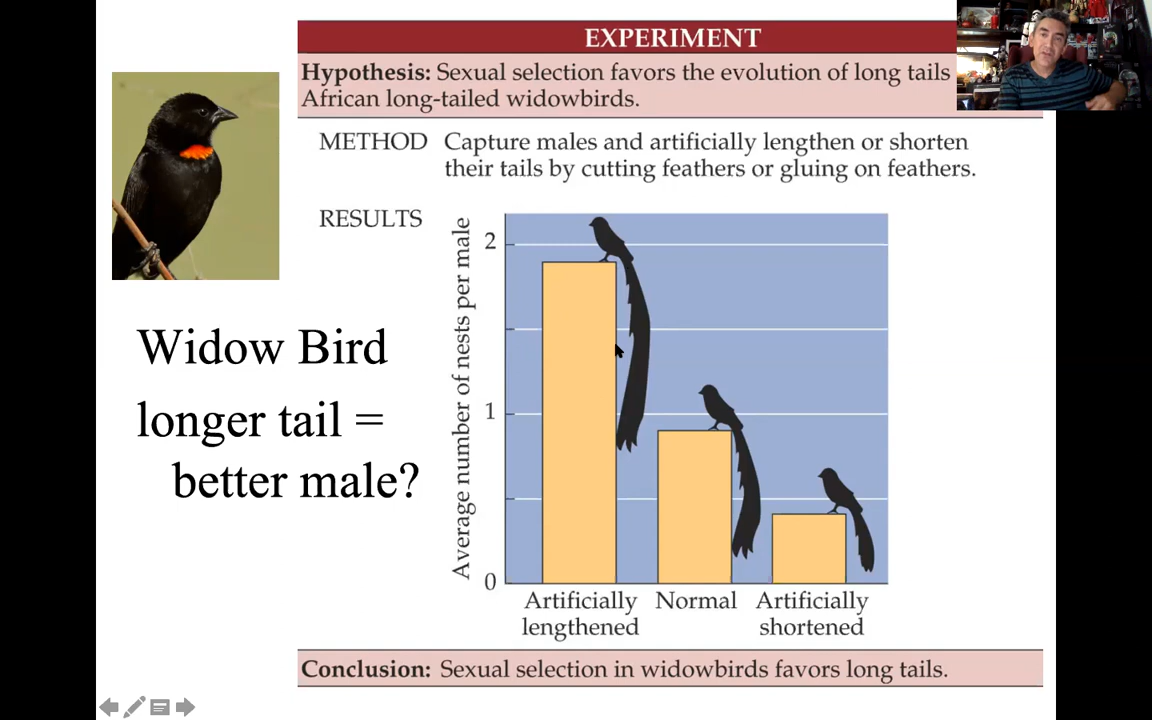 EXPERIMENT
Hypothesis: Sexual selection favors the evolution of long tails
African long-tailed widowbirds.
METHOD Capture males and artificially lengthen or shorten
their tails by cutting feathers or gluing on feathers.
RESULTS
Average number of nests per male
2
1
0
Artificially
lengthened
Normal
Artificially
shortened
Widow Bird
longer tail =
better male?
Conclusion: Sexual selection in widowbirds favors long tails.